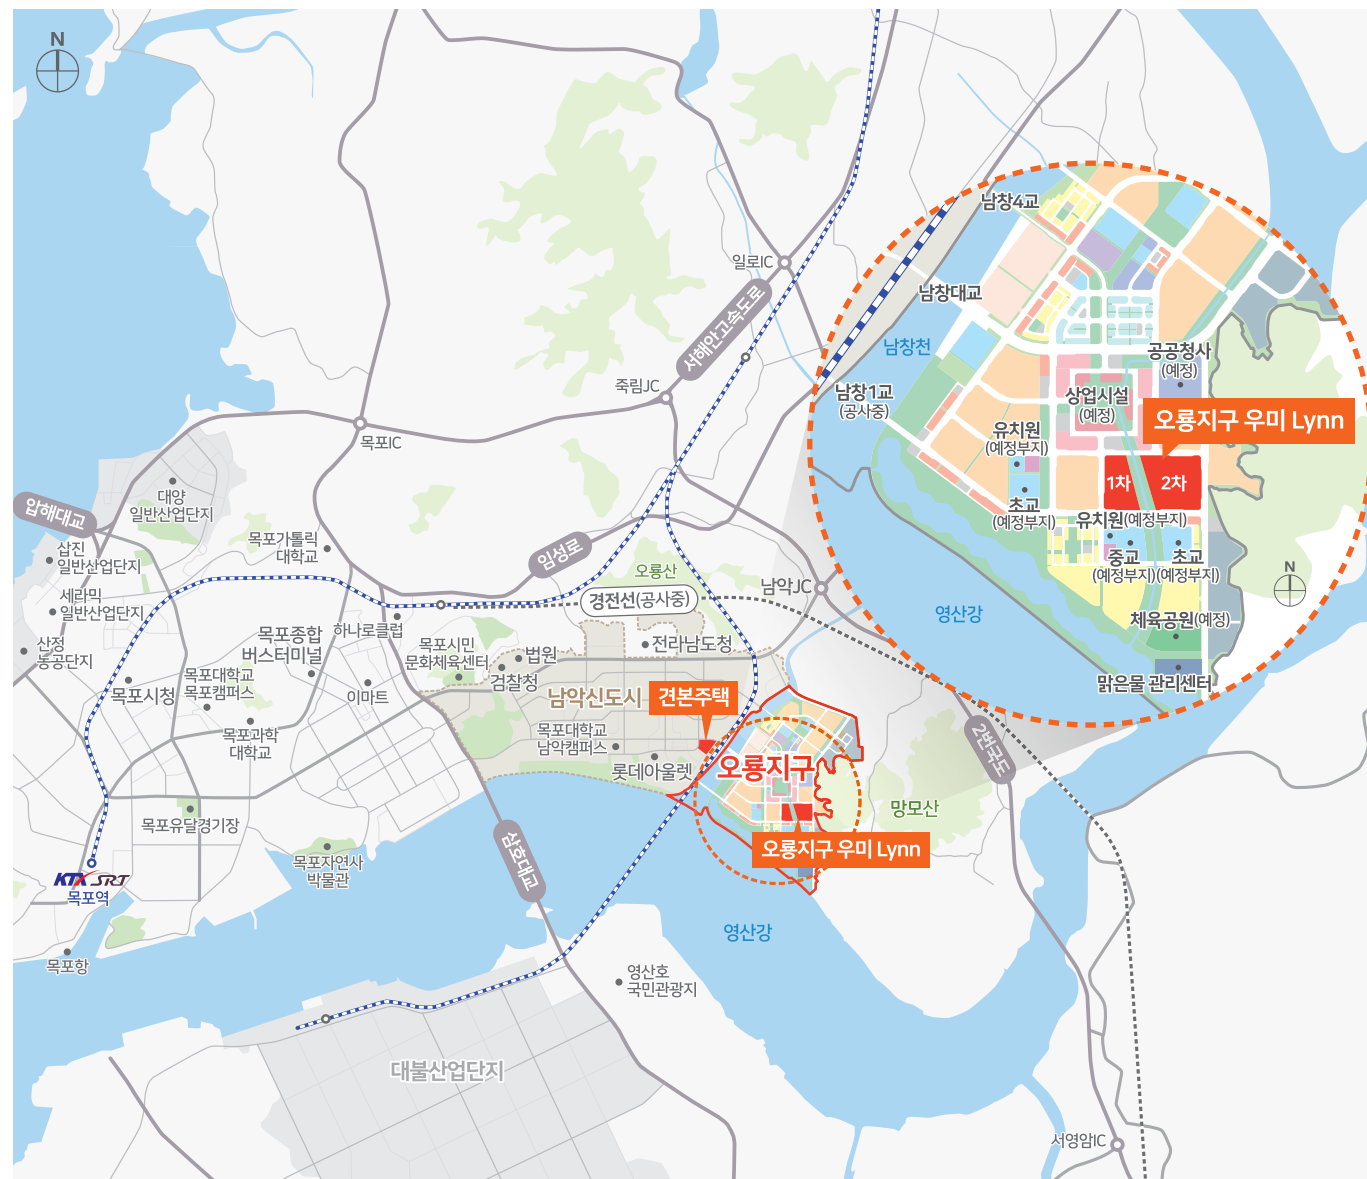 N
일로IC
서해안고속도로
죽림JC
목포IC
대양
일반산업단지
압해대교
삽진
일반산업단지
세라믹
일반산업단지
산정
농공단지
목포가톨릭
대학교
임성로
오룡산
경전선(공사중)
남악JC
하나로클럽
목포종합
버스터미널
목포시민
문화체육센터
법원
검찰청
전라남도청
목포대학교
목포캠퍼스
목포시청
이마트
남악신도시
견본주택
목포과학
대학교
목포대학교
남악캠퍼스
롯데아울렛
오룡지구
2번국도
망모산
목포유달경기장
오룡지구 우미 Lynn
삼호대교
목포자연사
박물관
KTX SRT
목포역
목포항
영산강
영산호
국민관광지
대불산업단지
서영암IC
남창4교
남창대교
남창천
남창1교
(공사중)
공공청사
(예정)
상업시설
(예정)
오룡지구 우미 Lynn
유치원
(예정부지)
1차
2차
초교
(예정부지)
유치원(예정부지)
중교
(예정부지)
초교
(예정부지)
N
영산강
체육공원(예정)
맑은물 관리센터